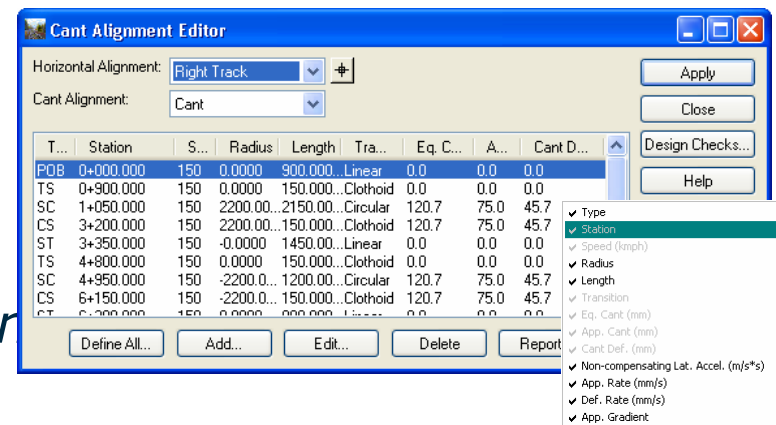 Cant Alignment Editor
Horizontal Alignment: Right Track
Apply
Cant Alignment: Cant
Close
T... Station S... Radius Length Tra... Eq. C... A... Cant D...
Design Checks...
POB 0+000.000 150 0.0000 900.000... Linear 0.0 0.0 0.0
TS 0+900.000 150 0.0000 150.000... Clothoid 0.0 0.0 0.0
Help
SC 1+050.000 150 2200.00... 2150.00... Circular 120.7 75.0 45.7
CS 3+200.000 150 2200.00... 150.000... Clothoid 120.7 75.0 45.7
ST 3+350.000 150 -0.0000 1450.00... Linear 0.0 0.0 0.0
TS 4+800.000 150 0.0000 150.000... Clothoid 0.0 0.0 0.0
SC 4+950.000 150 -2200.0... 1200.00... Circular 120.7 75.0 45.7
CS 6+150.000 150 -2200.0... 150.000... Clothoid 120.7 75.0 45.7
Define All... Add... Edit... Delete Report
Type
Station
Speed (kmph)
Radius
Length
Transition
Eq. Cant (mm)
App. Cant (mm)
Cant Def. (mm)
Non-compensating Lat. Accel. (m/s*s)
App. Rate (mm/s)
Def. Rate (mm/s)
App. Gradient